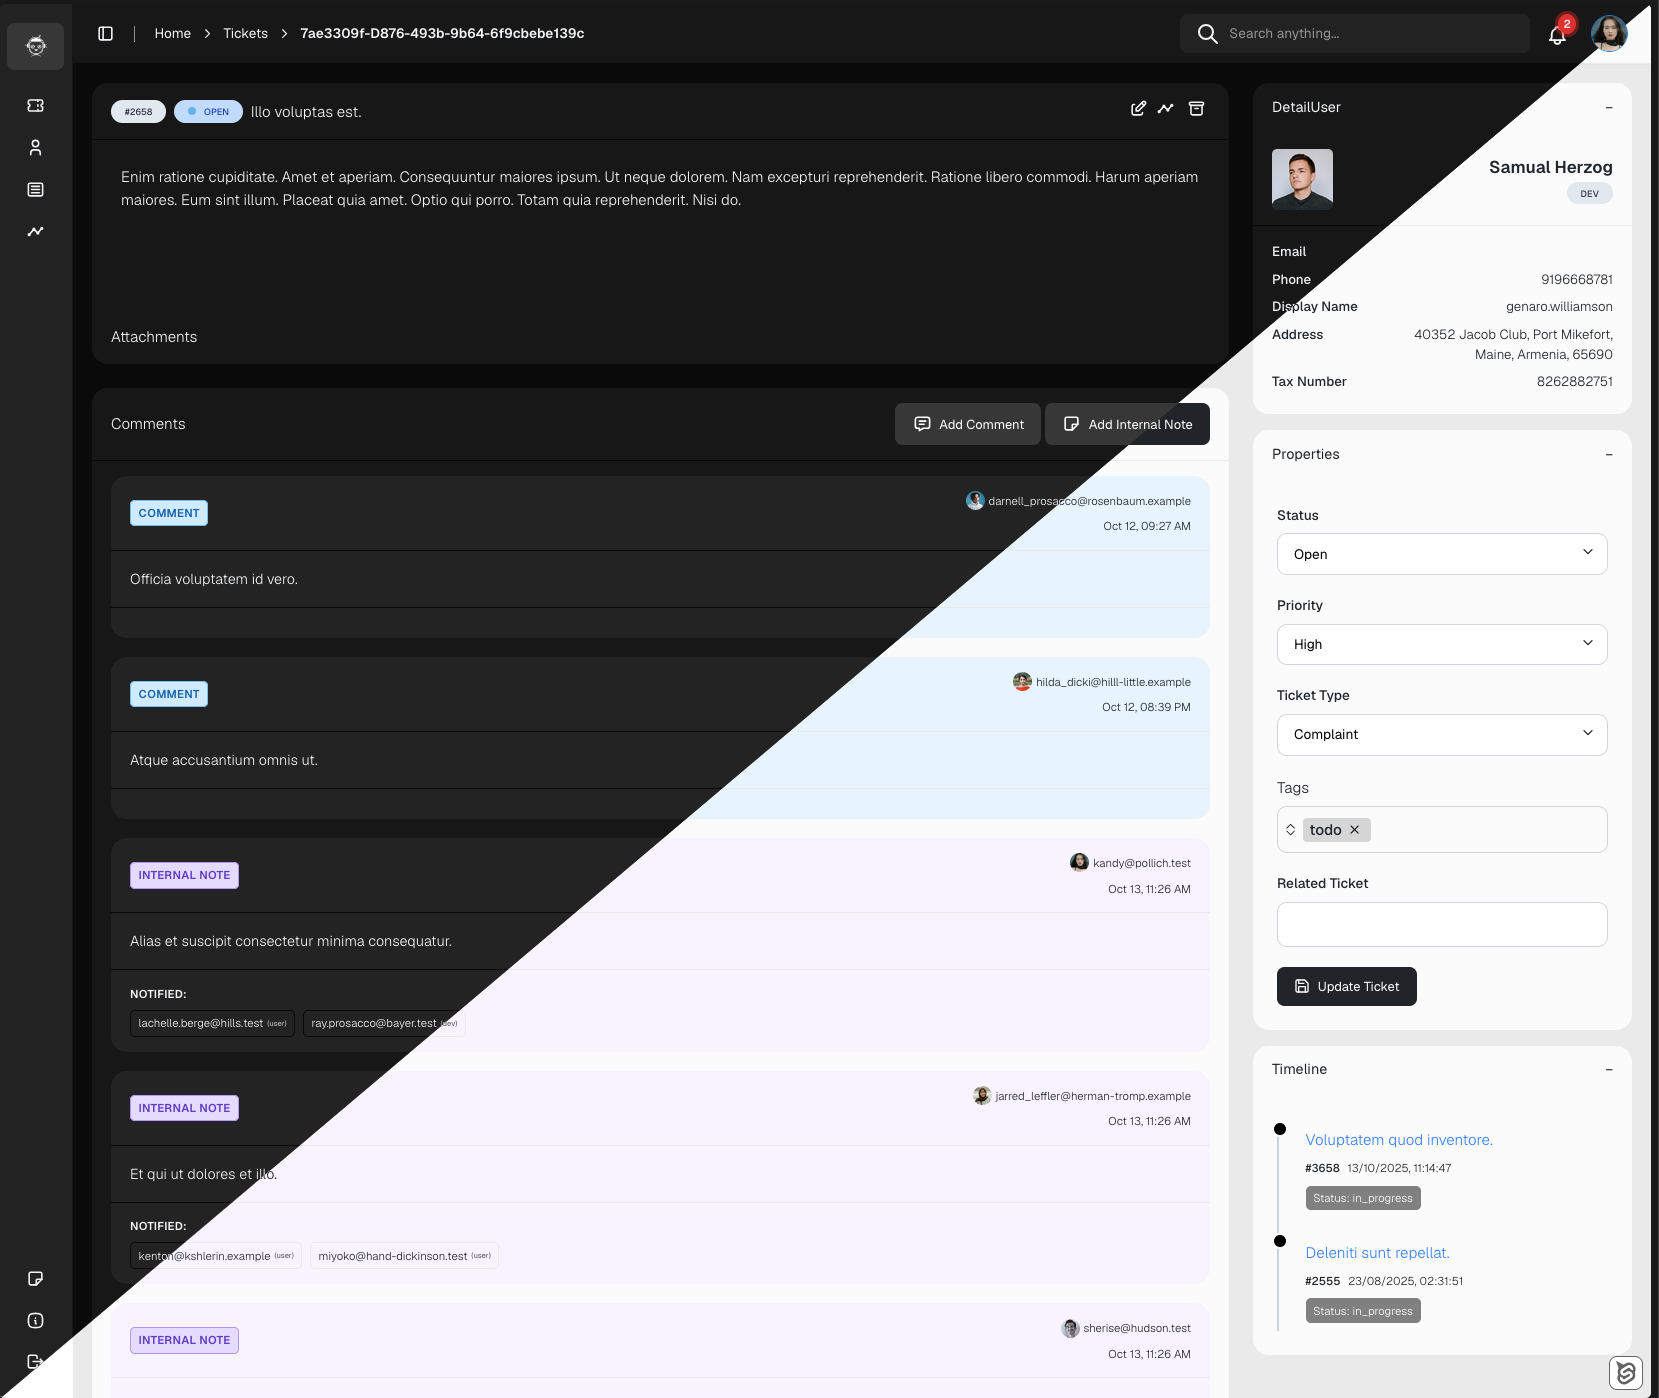 Home > Tickets > 7ae3309f-D876-493b-9b64-6f9cbebe139c
Search anything...
2
#2658 OPEN Illo voluptas est.
Enim ratione cupiditate. Amet et aperiam. Consequuntur maiores ipsum. Ut neque dolorem. Nam excepturi reprehenderit. Ratione libero commodi. Harum aperiam
maiores. Eum sint illum. Placeat quia amet. Optio qui porro. Totam quia reprehenderit. Nisi do.
Attachments
Comments
Add Comment
Add Internal Note
COMMENT
darnell_prosacco@rosenbaum.example
Oct 12, 09:27 AM
Officia voluptatem id vero.
COMMENT
hilda_dicki@hilll-little.example
Oct 12, 08:39 PM
Atque accusantium omnis ut.
INTERNAL NOTE
kandy@pollich.test
Oct 13, 11:26 AM
Alias et suscipit consectetur minima consequatur.
NOTIFIED:
lachelle.berge@hills.test (user) ray.prosacco@bayer.test (dev)
INTERNAL NOTE
jarred_leffler@herman-tromp.example
Oct 13, 11:26 AM
Et qui ut dolores et illo.
NOTIFIED:
kenton@kshlerin.example (user) miyoko@hand-dickinson.test (user)
INTERNAL NOTE
sherise@hudson.test
Oct 13, 11:26 AM
DetailUser
Samual Herzog
DEV
Email
Phone 9196668781
Display Name genaro.williamson
Address 40352 Jacob Club, Port Mikefort,
Maine, Armenia, 65690
Tax Number 8262882751
Properties
Status
Open
Priority
High
Ticket Type
Complaint
Tags
todo
Related Ticket
Update Ticket
Timeline
Voluptatem quod inventore.
#3658 13/10/2025, 11:14:47
Status: in_progress
Deleniti sunt repellat.
#2555 23/08/2025, 02:31:51
Status: in_progress